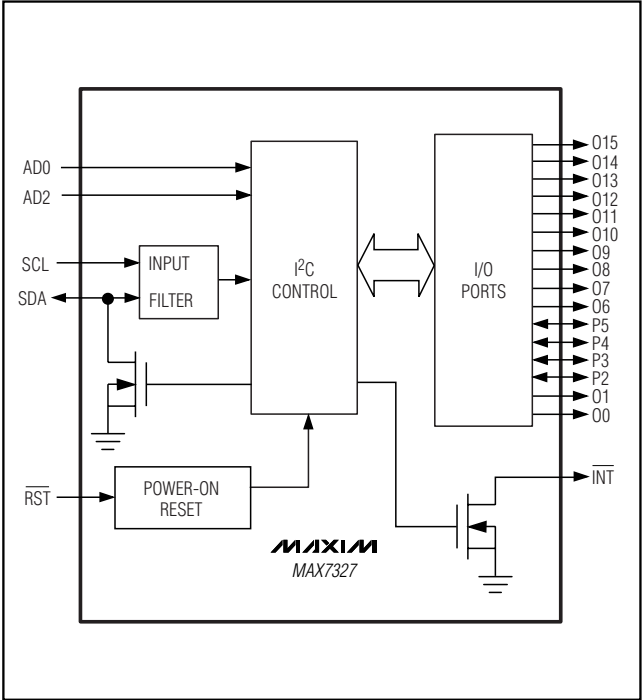 AD0
AD2
SCL
SDA
RST
INPUT
FILTER
I2C
CONTROL
I/O
PORTS
POWER-ON
RESET
O15
O14
O13
O12
O11
O10
O9
O8
O7
O6
P5
P4
P3
P2
O1
O0
INT
MAXIM
MAX7327